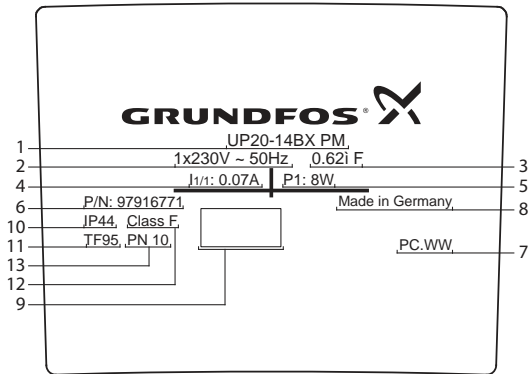 GRUNDFOS®
1 UP20-14BX PM
2 1x230V ~ 50Hz 0.62ì F 3
4 I1/1: 0.07A P1: 8W 5
6 P/N: 97916771 Made in Germany 8
10 IP44 Class F
11 TF95 PN 10 PC.WW 7
13
12
9